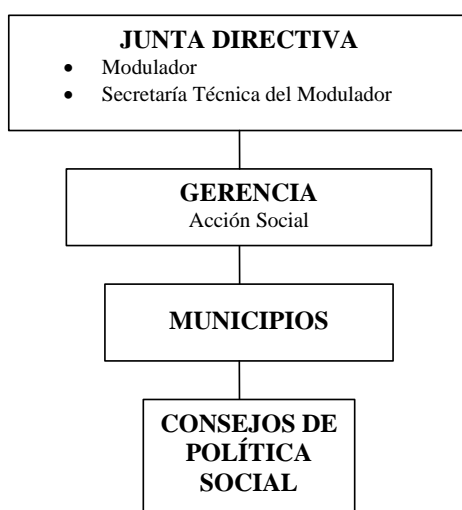 JUNTA DIRECTIVA
• Modulador
• Secretaría Técnica del Modulador
GERENCIA
Acción Social
MUNICIPIOS
CONSEJOS DE
POLÍTICA
SOCIAL